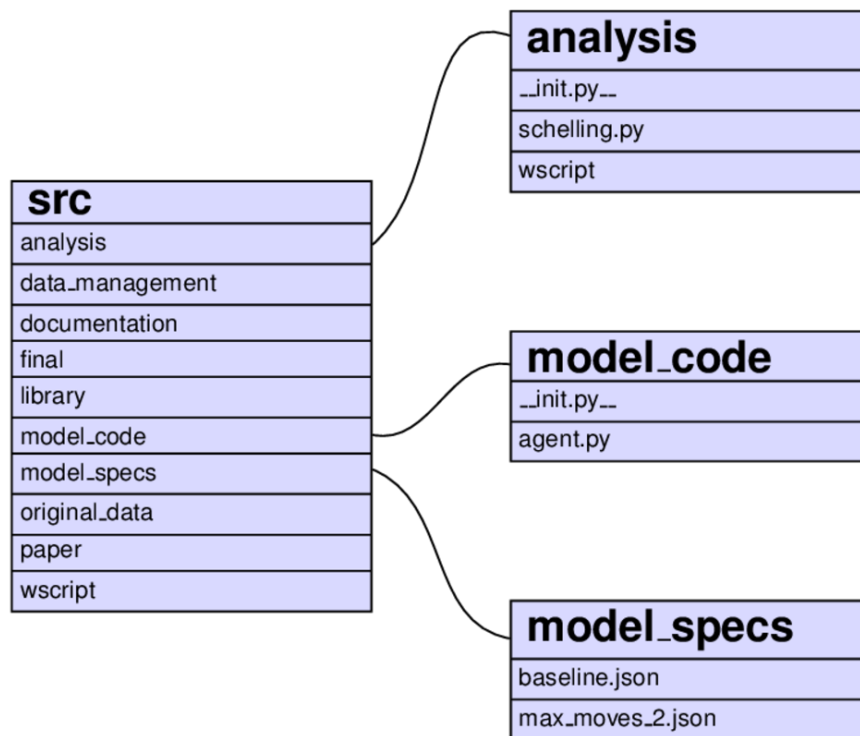 src
analysis
data_management
documentation
final
library
model_code
model_specs
original_data
paper
wscript
analysis
__init.py__
schelling.py
wscript
model_code
__init.py__
agent.py
model_specs
baseline.json
max_moves_2.json